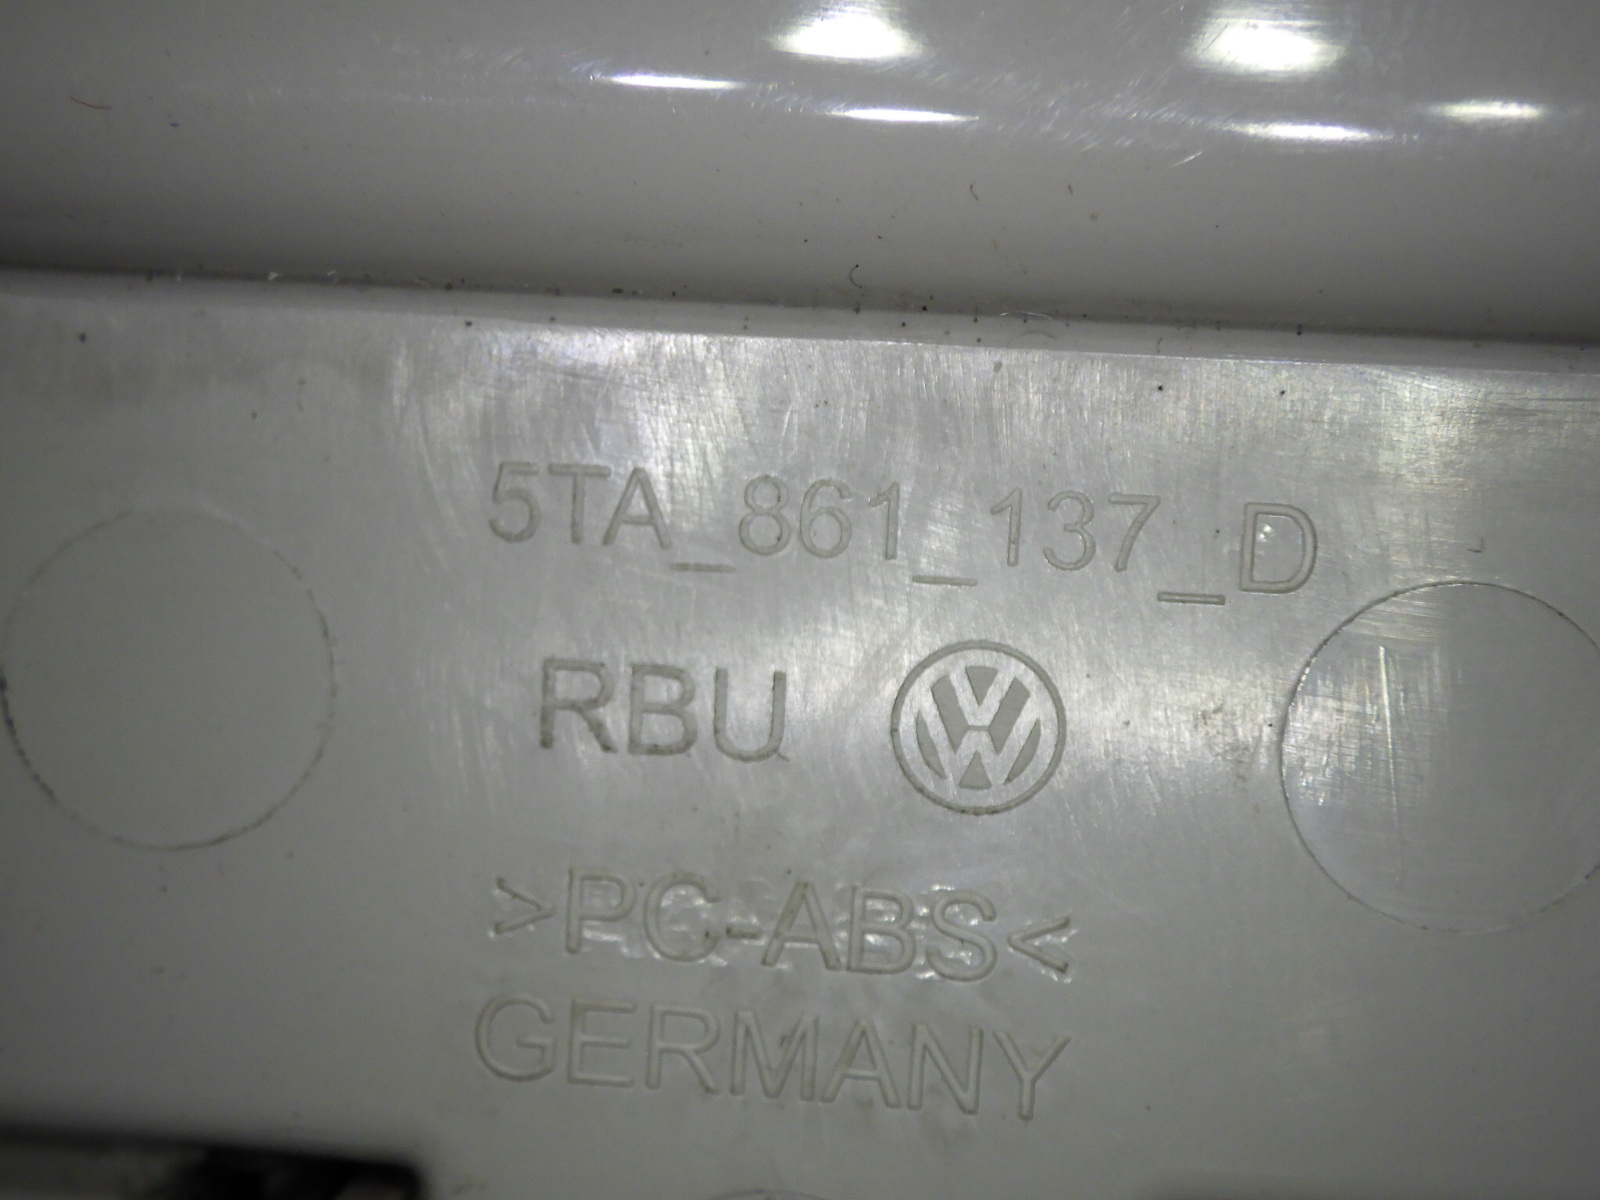 5TA_861_137_D
RBU
>PC-ABS<
GERMANY